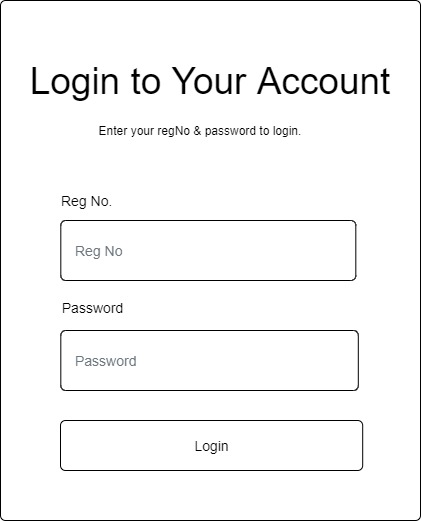 Login to Your Account
Enter your regNo & password to login.
Reg No.
Reg No
Password
Password
Login